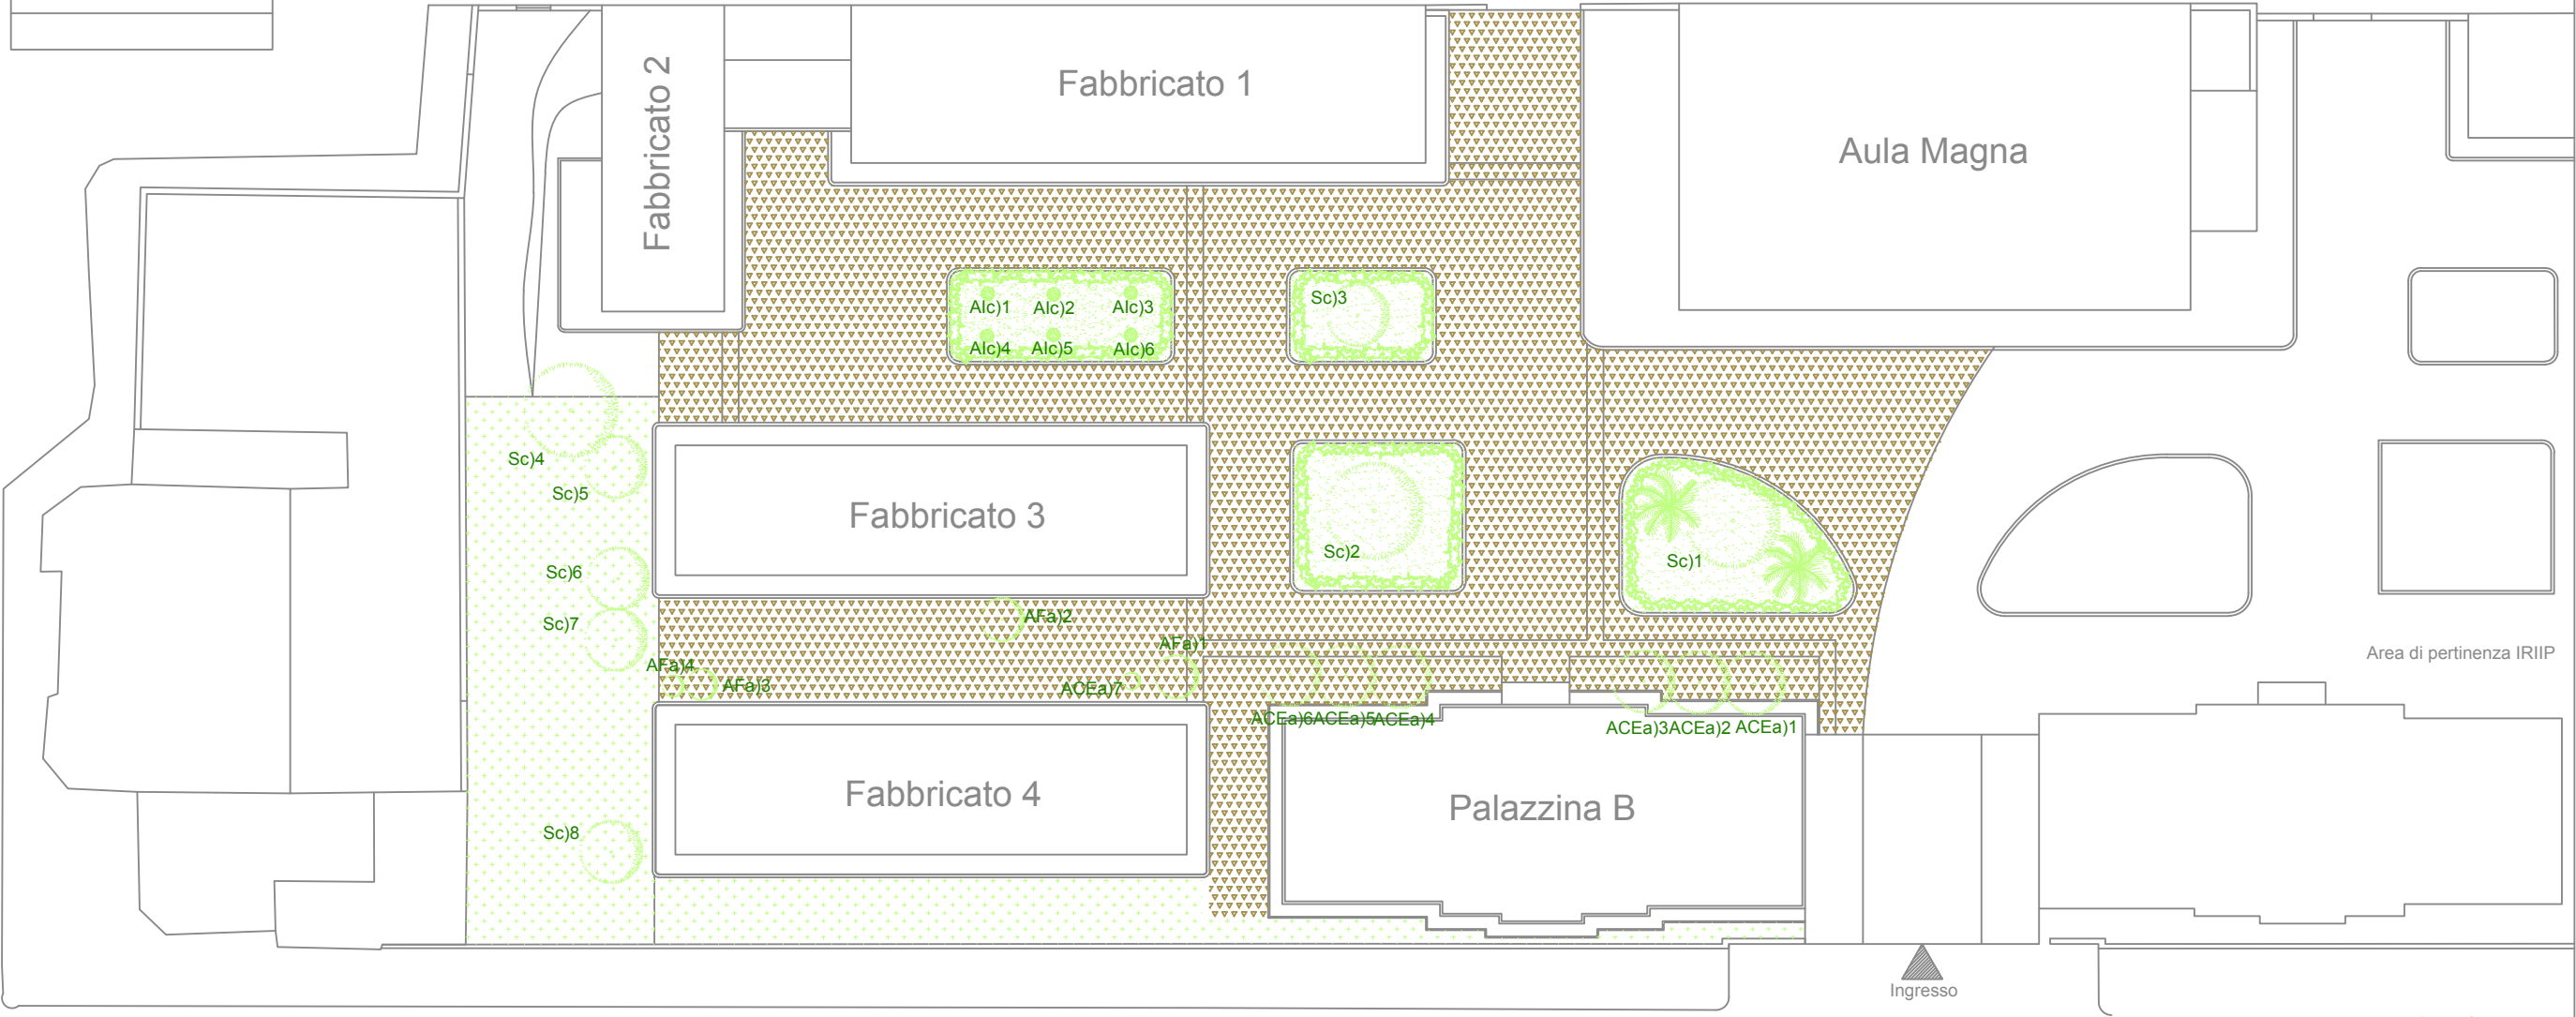 Fabbricato 2
Fabbricato 1
Aula Magna
Alc)1
Alc)2
Alc)3
Alc)4
Alc)5
Alc)6
Sc)3
Sc)4
Sc)5
Fabbricato 3
Sc)2
Sc)1
Sc)6
Sc)7
AFa)2
AFa)1
AFa)4
AFa)3
ACEa)7
Area di pertinenza IRIIP
ACEa)6ACEa)5ACEa)4
ACEa)3ACEa)2 ACEa)1
Fabbricato 4
Palazzina B
Sc)8
Ingresso